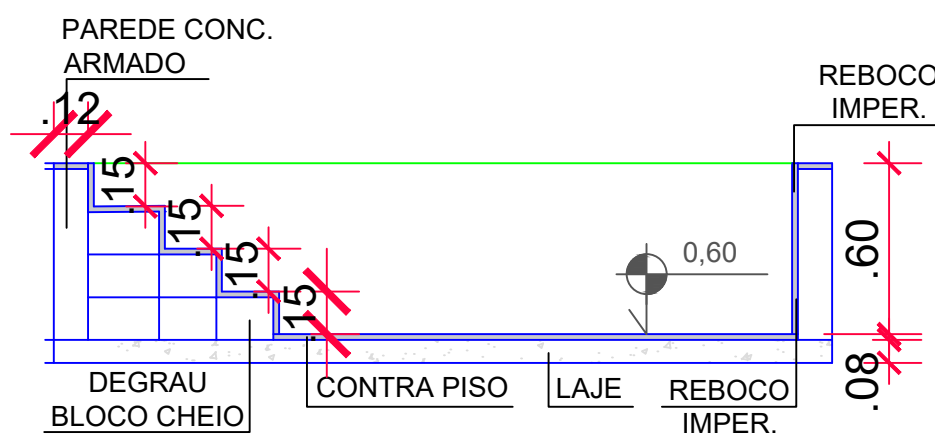 PAREDE CONC.
ARMADO
REBOCO
IMPER.
.12
.15
.15
.15
.15
0,60
.60
.08
DEGRAU
BLOCO CHEIO
CONTRA PISO
LAJE
REBOCO
IMPER.